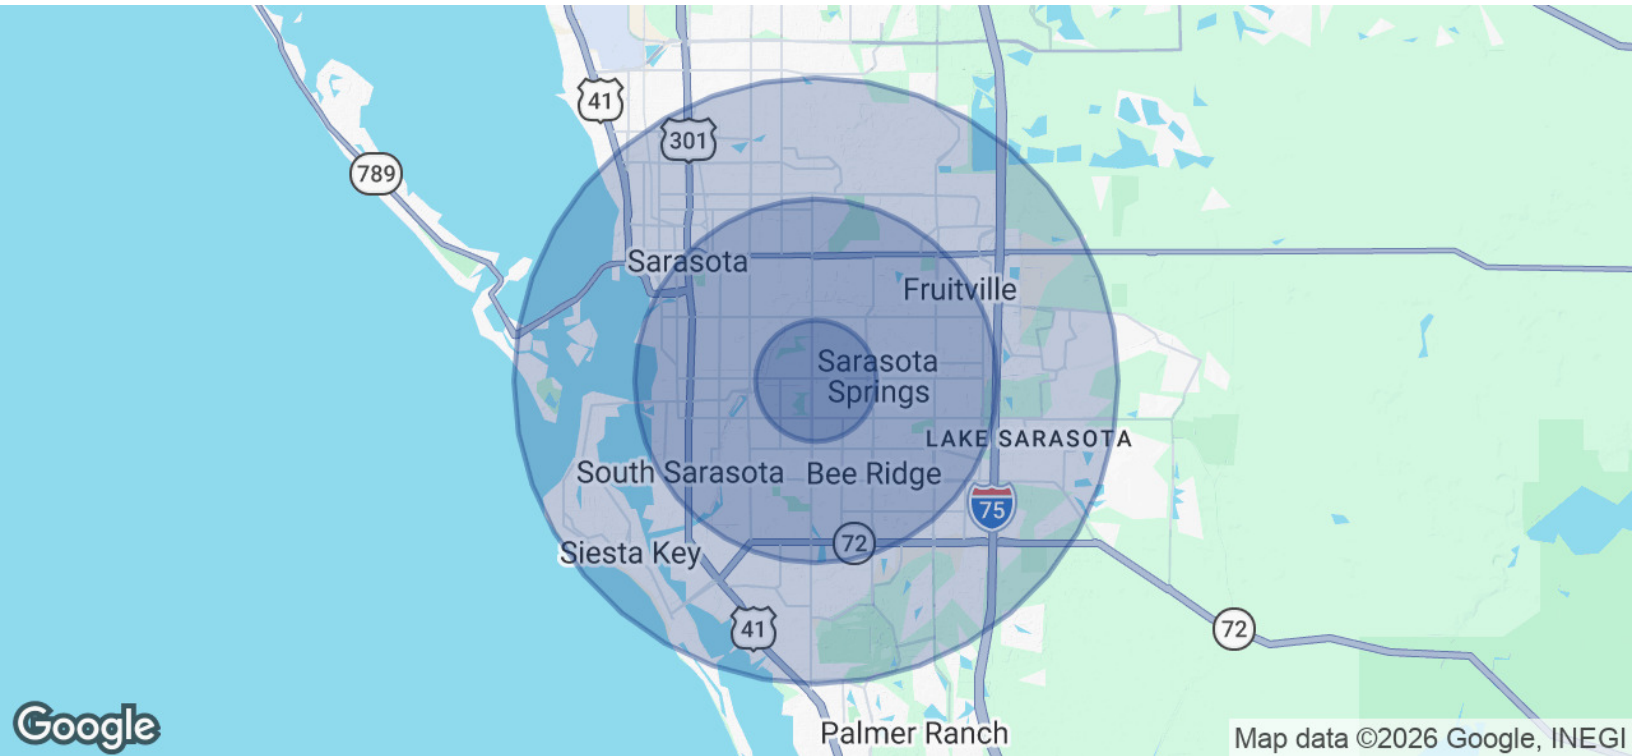 41
301
789
Sarasota
Fruitville
Sarasota
Springs
LAKE SARASOTA
South Sarasota
Bee Ridge
75
72
Siesta Key
41
72
Google
Palmer Ranch
Map data ©2026 Google, INEGI